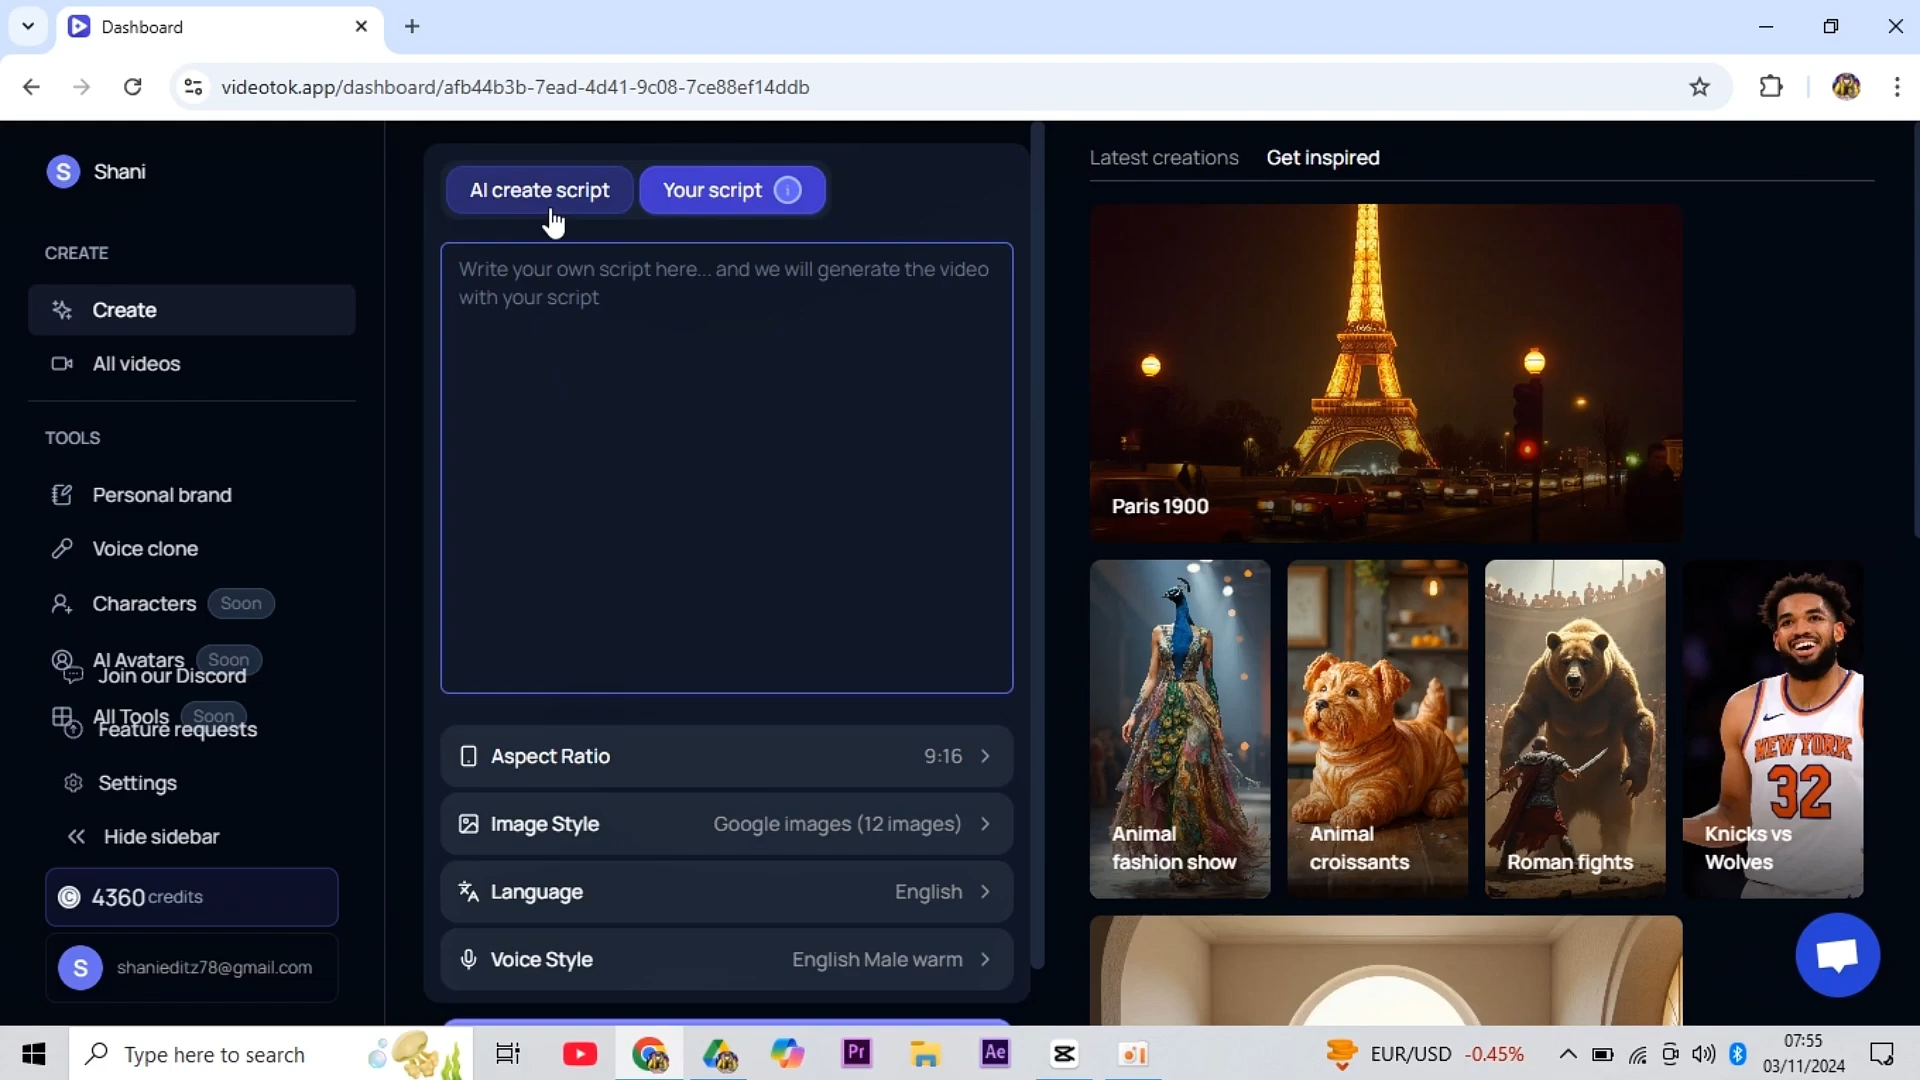 Dashboard
videotok.app/dashboard/afb44b3b-7ead-4d41-9c08-7ce88ef14ddb
S Shani
CREATE
Create
All videos
TOOLS
Personal brand
Voice clone
Characters Soon
AI Avatars Soon
Join our Discord
All Tools Soon
Feature requests
Settings
Hide sidebar
4360 credits
S shanieditz78@gmail.com
AI create script Your script i
Write your own script here... and we will generate the video
with your script
Aspect Ratio 9:16
Image Style Google images (12 images)
Language English
Voice Style English Male warm
Latest creations Get inspired
Paris 1900
Animal
fashion show
Animal
croissants
Roman fights
NEW YORK
32
Knicks vs
Wolves
Type here to search
Pr
Ae
EUR/USD -0.45%
07:55
03/11/2024